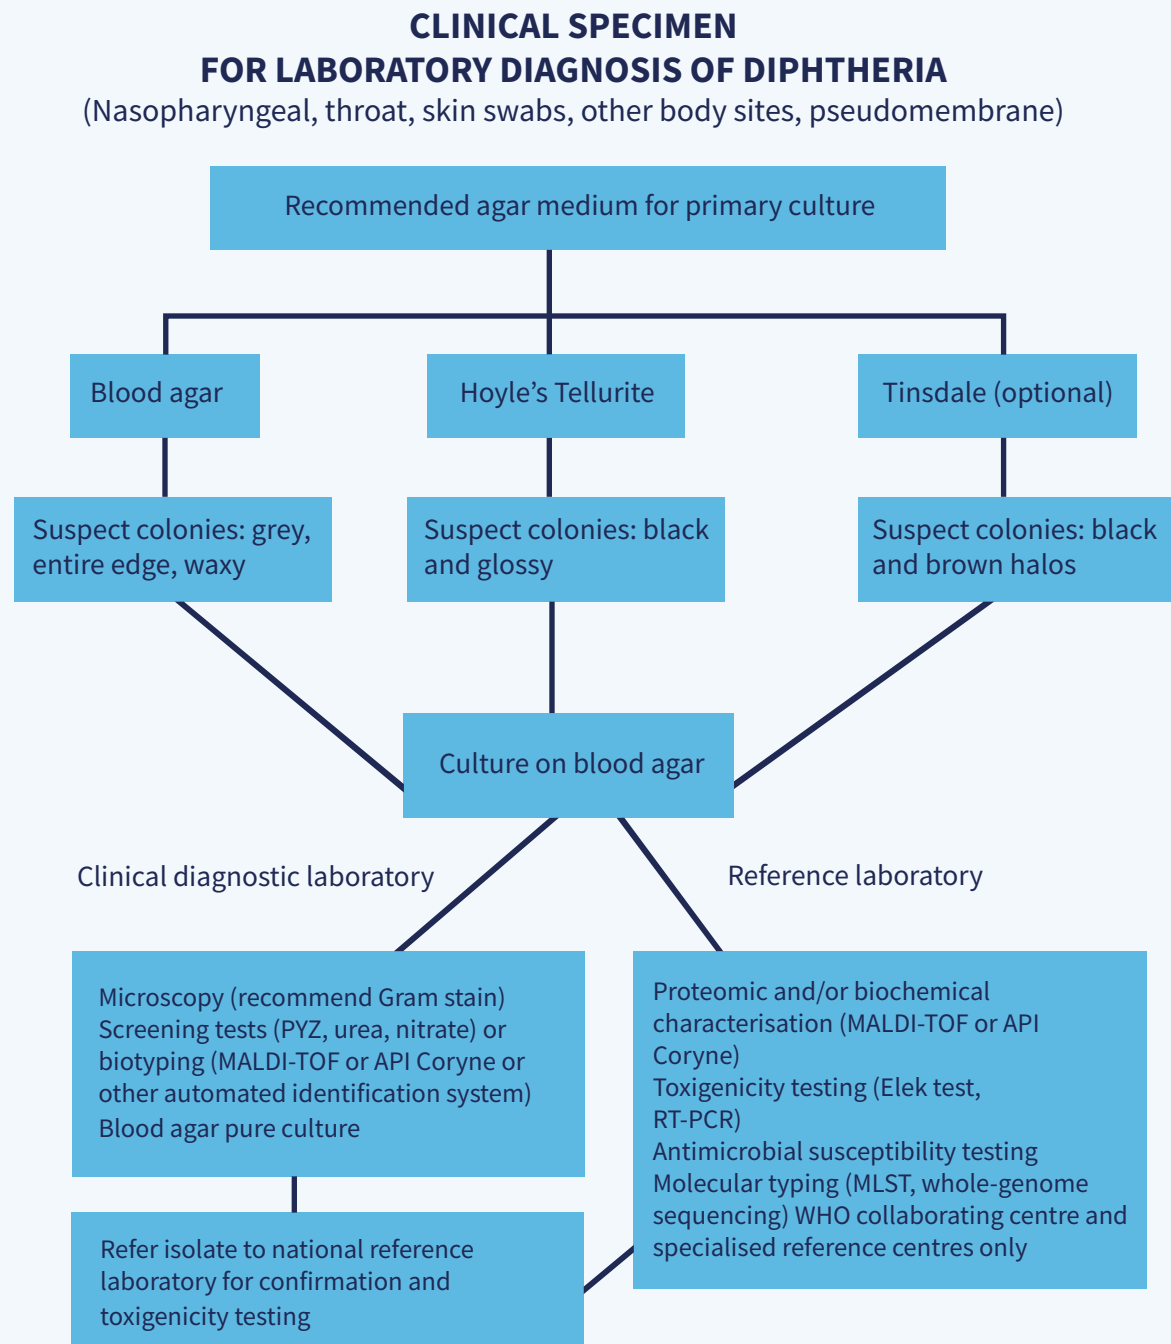 CLINICAL SPECIMEN
FOR LABORATORY DIAGNOSIS OF DIPHTHERIA
(Nasopharyngeal, throat, skin swabs, other body sites, pseudomembrane)
Recommended agar medium for primary culture
Blood agar
Hoyle’s Tellurite
Tinsdale (optional)
Suspect colonies: grey,
entire edge, waxy
Suspect colonies: black
and glossy
Suspect colonies: black
and brown halos
Culture on blood agar
Clinical diagnostic laboratory
Reference laboratory
Microscopy (recommend Gram stain)
Screening tests (PYZ, urea, nitrate) or
biotyping (MALDI-TOF or API Coryne or
other automated identification system)
Blood agar pure culture
Proteomic and/or biochemical
characterisation (MALDI-TOF or API
Coryne)
Toxigenicity testing (Elek test,
RT-PCR)
Antimicrobial susceptibility testing
Molecular typing (MLST, whole-genome
sequencing) WHO collaborating centre and
specialised reference centres only
Refer isolate to national reference
laboratory for confirmation and
toxigenicity testing